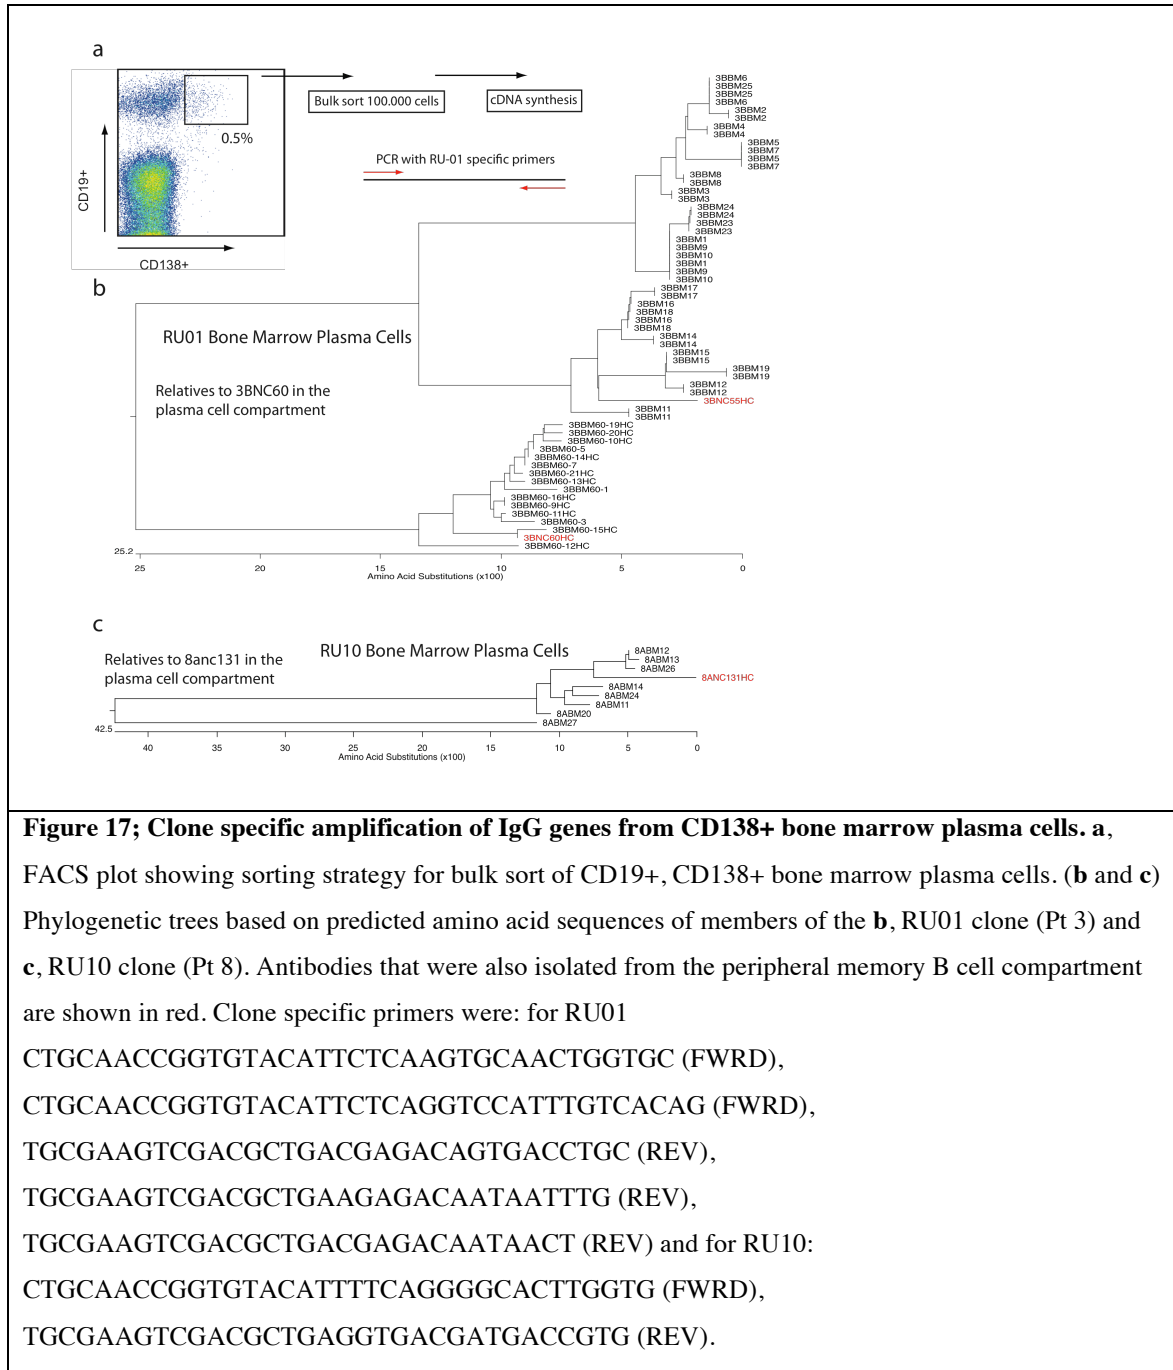 a
Bulk sort 100.000 cells
cDNA synthesis
0.5%
PCR with RU-01 specific primers
CD19+
CD138+
b
RU01 Bone Marrow Plasma Cells
Relatives to 3BNC60 in the
plasma cell compartment
3BBM6
3BBM25
3BBM25
3BBM6
3BBM2
3BBM2
3BBM4
3BBM4
3BBM5
3BBM7
3BBM5
3BBM7
3BBM8
3BBM8
3BBM3
3BBM3
3BBM24
3BBM24
3BBM23
3BBM23
3BBM1
3BBM9
3BBM10
3BBM1
3BBM9
3BBM10
3BBM17
3BBM17
3BBM16
3BBM18
3BBM16
3BBM18
3BBM14
3BBM14
3BBM15
3BBM15
3BBM19
3BBM19
3BBM12
3BBM12
3BNC55HC
3BBM11
3BBM11
3BBM60-19HC
3BBM60-20HC
3BBM60-10HC
3BBM60-5
3BBM60-14HC
3BBM60-7
3BBM60-21HC
3BBM60-13HC
3BBM60-1
3BBM60-16HC
3BBM60-9HC
3BBM60-11HC
3BBM60-3
3BBM60-15HC
3BNC60HC
3BBM60-12HC
25.2
25 20 15 10 5 0
Amino Acid Substitutions (x100)
c
RU10 Bone Marrow Plasma Cells
Relatives to 8anc131 in the
plasma cell compartment
8ABM12
8ABM13
8ABM26
8ANC131HC
8ABM14
8ABM24
8ABM11
8ABM20
8ABM27
42.5
40 35 30 25 20 15 10 5 0
Amino Acid Substitutions (x100)
Figure 17; Clone specific amplification of IgG genes from CD138+ bone marrow plasma cells. a,
FACS plot showing sorting strategy for bulk sort of CD19+, CD138+ bone marrow plasma cells. (b and c)
Phylogenetic trees based on predicted amino acid sequences of members of the b, RU01 clone (Pt 3) and
c, RU10 clone (Pt 8). Antibodies that were also isolated from the peripheral memory B cell compartment
are shown in red. Clone specific primers were: for RU01
CTGCAACCGGTGTACATTCTCAAGTGCAACTGGTGC (FWRD),
CTGCAACCGGTGTACATTCTCAGGTCCATTTGTCACAG (FWRD),
TGCGAAGTCGACGCTGACGAGACAGTGACCTGC (REV),
TGCGAAGTCGACGCTGAAGAGACAATAATTTG (REV),
TGCGAAGTCGACGCTGACGAGACAATAACT (REV) and for RU10:
CTGCAACCGGTGTACATTTTCAGGGGCACTTGGTG (FWRD),
TGCGAAGTCGACGCTGAGGTGACGATGACCGTG (REV).